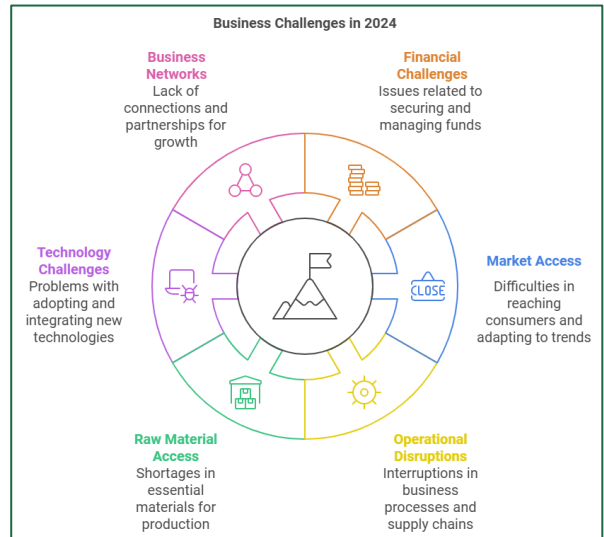 Business Challenges in 2024
Business
Networks
Lack of
connections and
partnerships for
growth
Financial
Challenges
Issues related to
securing and
managing funds
Technology
Challenges
Problems with
adopting and
integrating new
technologies
CLOSE
Market Access
Difficulties in
reaching
consumers and
adapting to trends
Raw Material
Access
Shortages in
essential
materials for
production
Operational
Disruptions
Interruptions in
business
processes and
supply chains